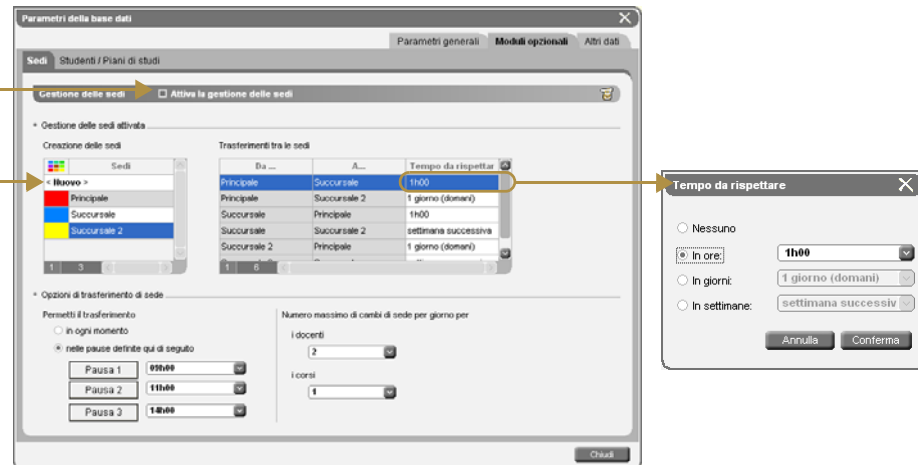 Parametri della base dati
Parametri generali Moduli opzionali Altri dati
Sedi Studenti / Piani di studi
Gestione delle sedi Attiva la gestione delle sedi
Gestione delle sedi attivata
Creazione delle sedi Trasferimenti tra le sedi
Sedi
< Nuovo >
Principale
Succursale
Succursale 2
1 3
Da ... A... Tempo da rispettar
Principale Succursale 1h00
Principale Succursale 2 1 giorno (domani)
Succursale Principale 1h00
Succursale Succursale 2 settimana successiva
Succursale 2 Principale 1 giorno (domani)
1 6
Opzioni di trasferimento di sede
Permetti il trasferimento
in ogni momento
nelle pause definite qui di seguito
Pausa 1 09h00
Pausa 2 11h00
Pausa 3 14h00
Numero massimo di cambi di sede per giorno per
i docenti
2
i corsi
1
Chiudi
Tempo da rispettare
Nessuno
In ore: 1h00
In giorni: 1 giorno (domani)
In settimane: settimana successiv
Annulla Conferma